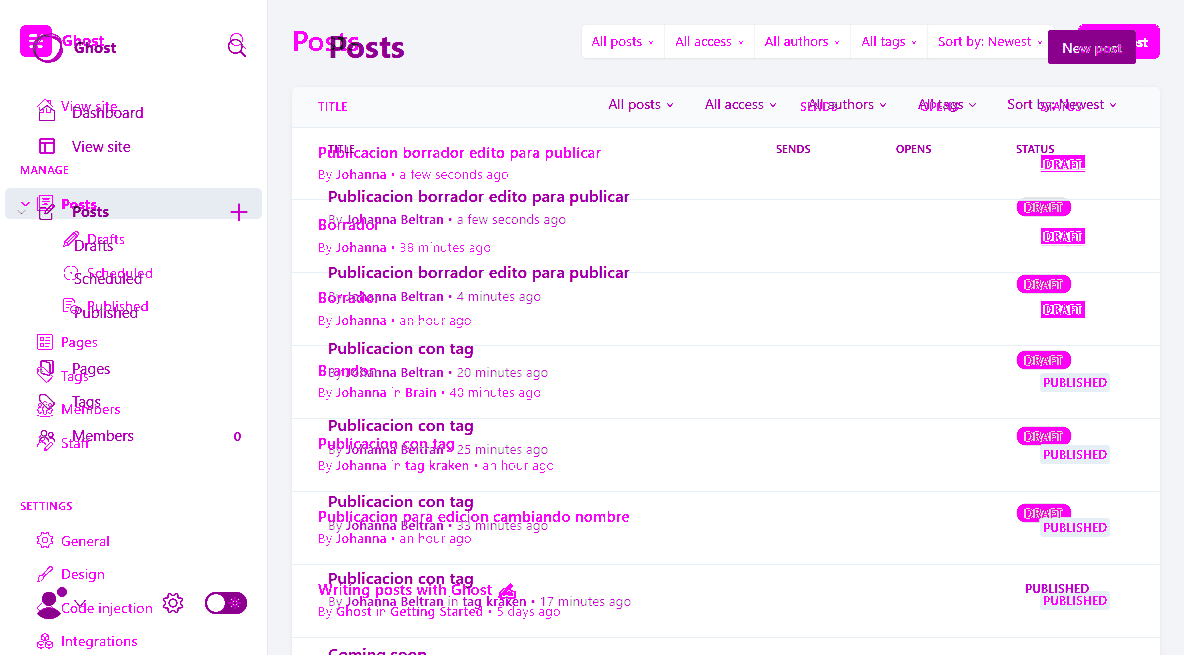 Ghost
Ghost
View site
Dashboard
View site
MANAGE
Posts
Posts
Drafts
Drafts
Scheduled
Scheduled
Published
Published
Pages
Pages
Tags
Tags
Members
Members 0
Staff
SETTINGS
General
Design
Code injection
Integrations
Posts
Posts
All posts All access All authors All tags Sort by: Newest
New post
All posts All access All authors All tags Sort by: Newest
TITLE SENDS OPENS STATUS
TITLE SENDS OPENS STATUS
Publicacion borrador edito para publicar
By Johanna • a few seconds ago
DRAFT
Publicacion borrador edito para publicar
By Johanna Beltran • a few seconds ago
DRAFT
Borrador
By Johanna • 38 minutes ago
DRAFT
Publicacion borrador edito para publicar
By Johanna Beltran • 4 minutes ago
DRAFT
Borrador
By Johanna • an hour ago
DRAFT
Publicacion con tag
By Johanna Beltran • 20 minutes ago
DRAFT
By Johanna in Brain • 40 minutes ago
PUBLISHED
Publicacion con tag
By Johanna Beltran • 25 minutes ago
DRAFT
Publicacion con tag
By Johanna in tag kraken • an hour ago
PUBLISHED
Publicacion con tag
By Johanna Beltran • 33 minutes ago
DRAFT
Publicacion para edicion cambiando nombre
By Johanna • an hour ago
PUBLISHED
Publicacion con tag
By Johanna Beltran in tag kraken • 17 minutes ago
PUBLISHED
Writing posts with Ghost ✍️
By Ghost in Getting Started • 5 days ago
PUBLISHED
Coming soon